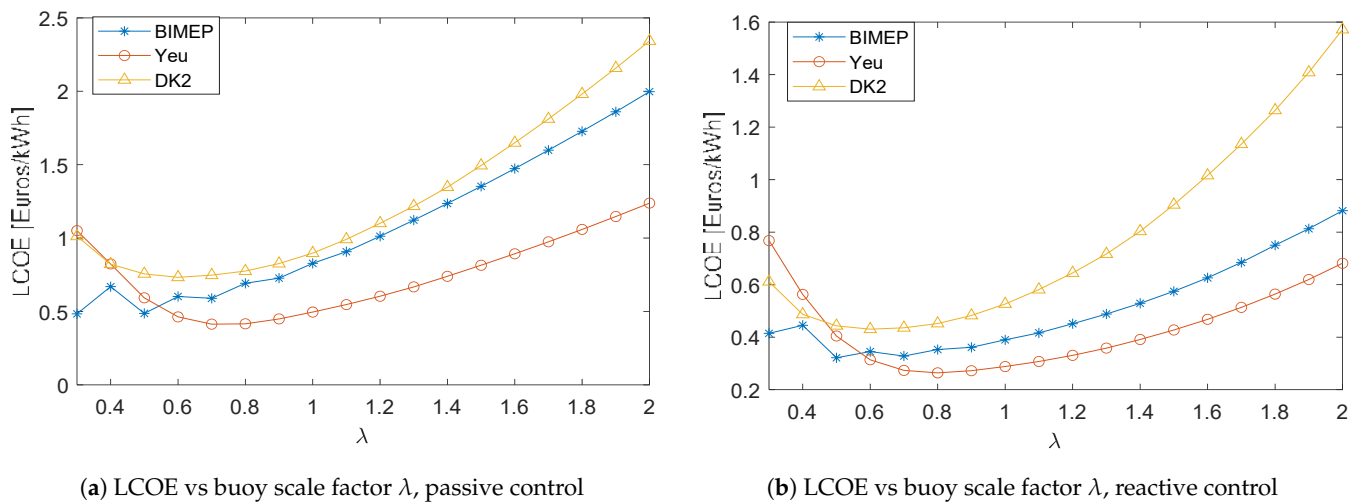 2.5
2
1.5
1
0.5
0
LCOE [Euros/kWh]
BIMEP
Yeu
DK2
0.4 0.6 0.8 1 1.2 1.4 1.6 1.8 2
λ
(a) LCOE vs buoy scale factor λ, passive control
1.6
1.4
1.2
1
0.8
0.6
0.4
0.2
LCOE [Euros/kWh]
BIMEP
Yeu
DK2
0.4 0.6 0.8 1 1.2 1.4 1.6 1.8 2
λ
(b) LCOE vs buoy scale factor λ, reactive control